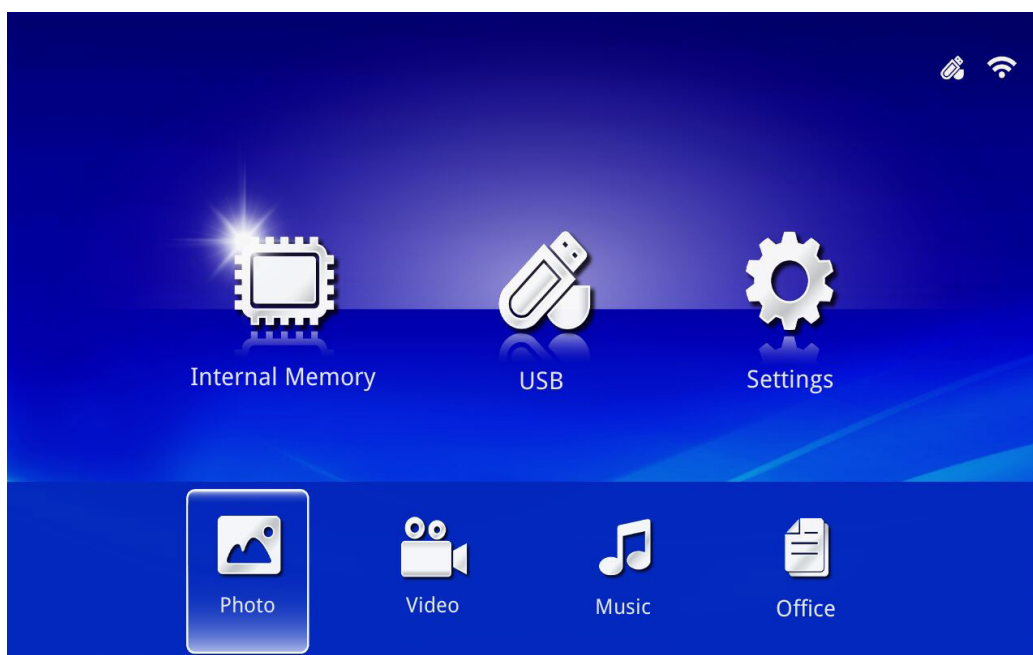 Internal Memory
USB
Settings
Photo
Video
Music
Office